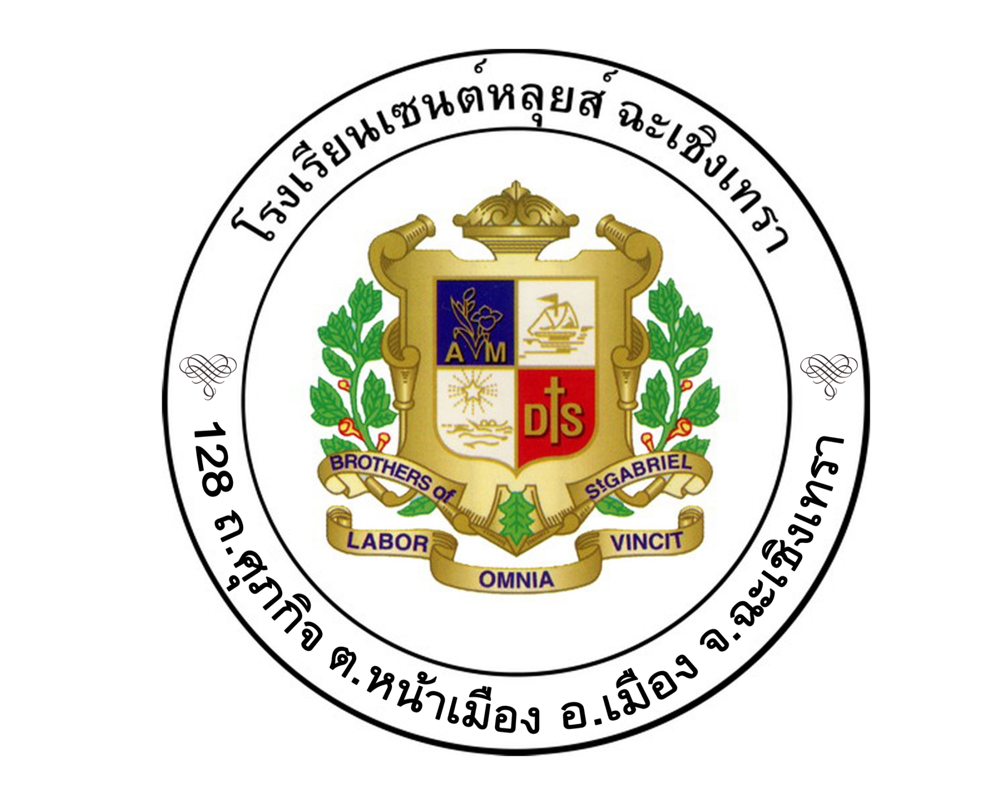 โรงเรียนเซนต์หลุยส์ ฉะเชิงเทรา
A M
D S
BROTHERS of St GABRIEL
LABOR OMNIA VINCIT
128 ถ.ศุภกิจ ต.หน้าเมือง อ.เมือง จ.ฉะเชิงเทรา